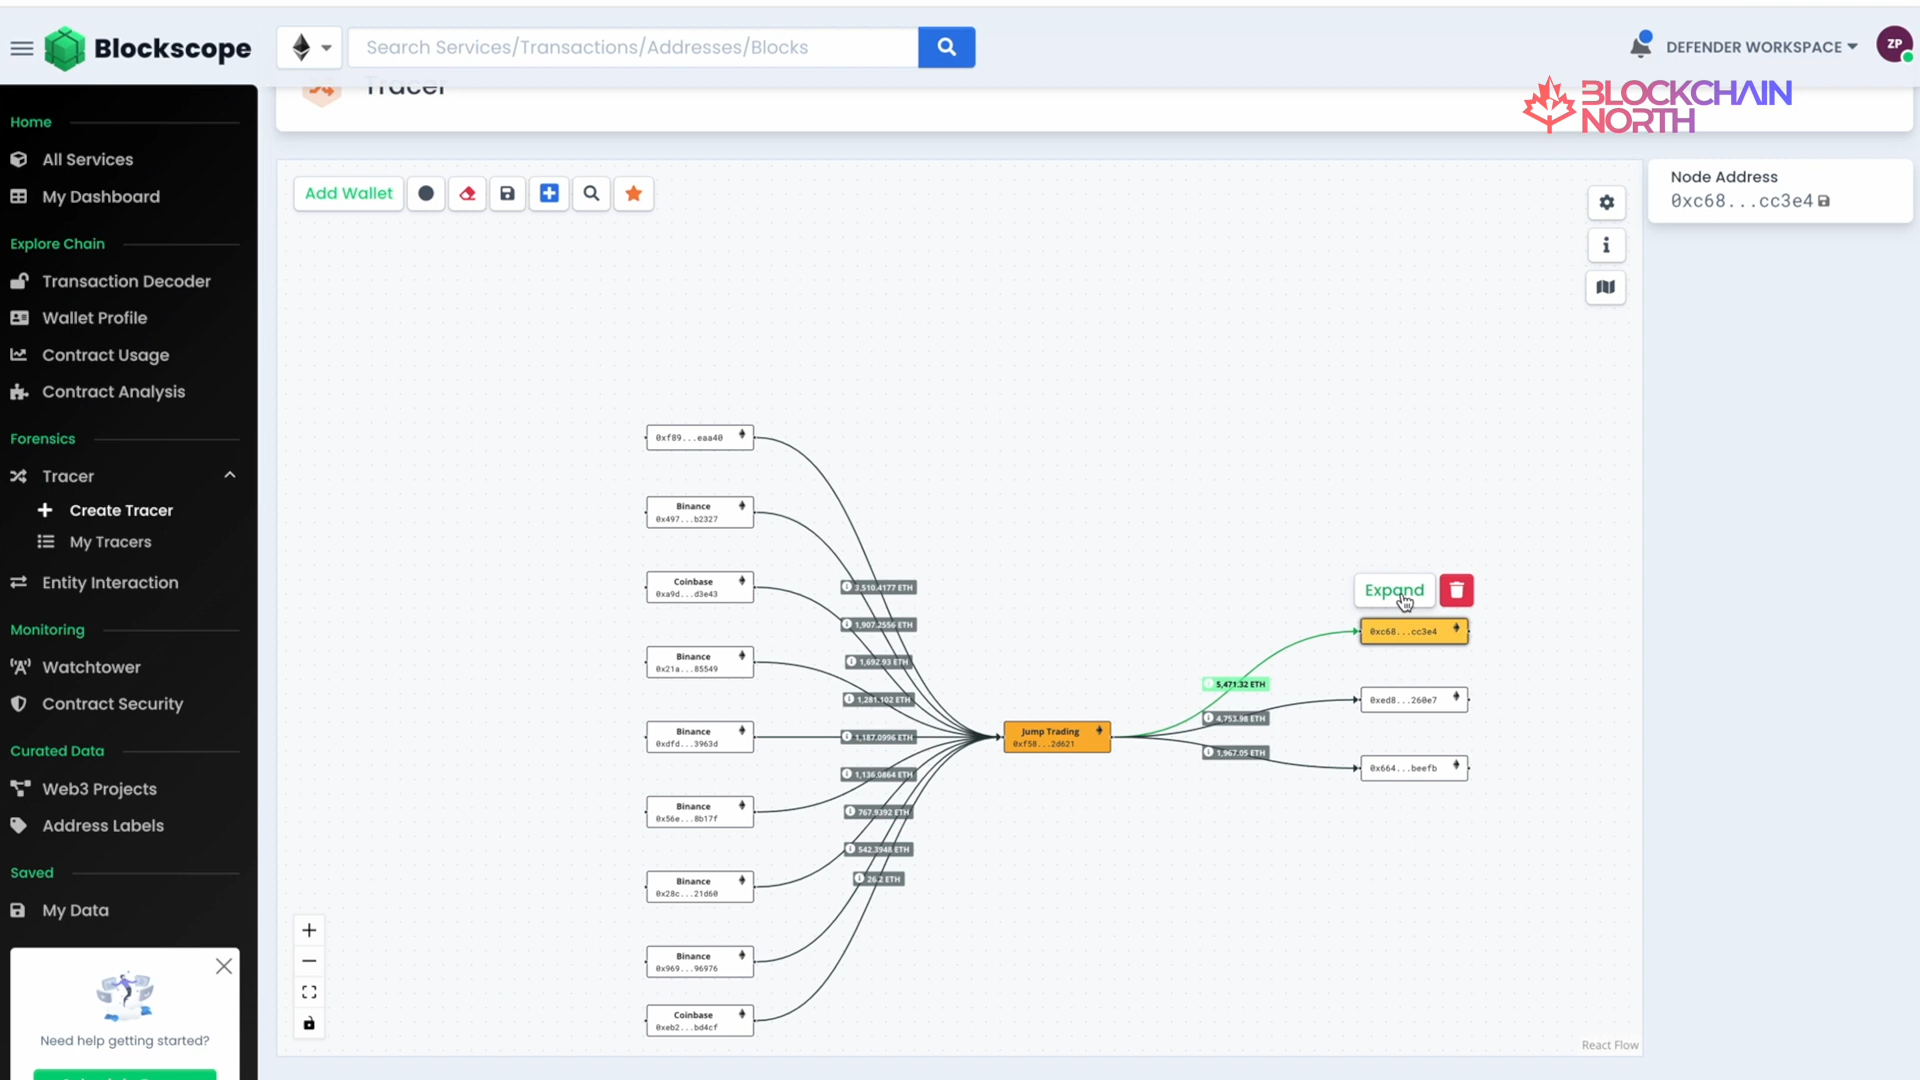 Blockscope
Search Services/Transactions/Addresses/Blocks
DEFENDER WORKSPACE
ZP
Tracer
BLOCKCHAIN
NORTH
Home
All Services
My Dashboard
Explore Chain
Transaction Decoder
Wallet Profile
Contract Usage
Contract Analysis
Forensics
Tracer
Create Tracer
My Tracers
Entity Interaction
Monitoring
Watchtower
Contract Security
Curated Data
Web3 Projects
Address Labels
Saved
My Data
Need help getting started?
Add Wallet
Node Address
0xc68...cc3e4
0xf89...eaa40
Binance
0x497...b2327
Coinbase
0xa9d...d3e43
Binance
0x21a...85549
Binance
0xdfd...3963d
Binance
0x56e...8b17f
Binance
0x28c...21d60
Binance
0x969...96976
Coinbase
0xeb2...bd4cf
3,510.4177 ETH
1,907.2556 ETH
1,692.93 ETH
1,281.102 ETH
1,187.0996 ETH
1,136.0864 ETH
767.9392 ETH
542.3948 ETH
26.2 ETH
Jump Trading
0xf58...2d621
5,471.32 ETH
4,753.98 ETH
1,967.05 ETH
Expand
0xc68...cc3e4
0xed8...260e7
0x664...beefb
React Flow